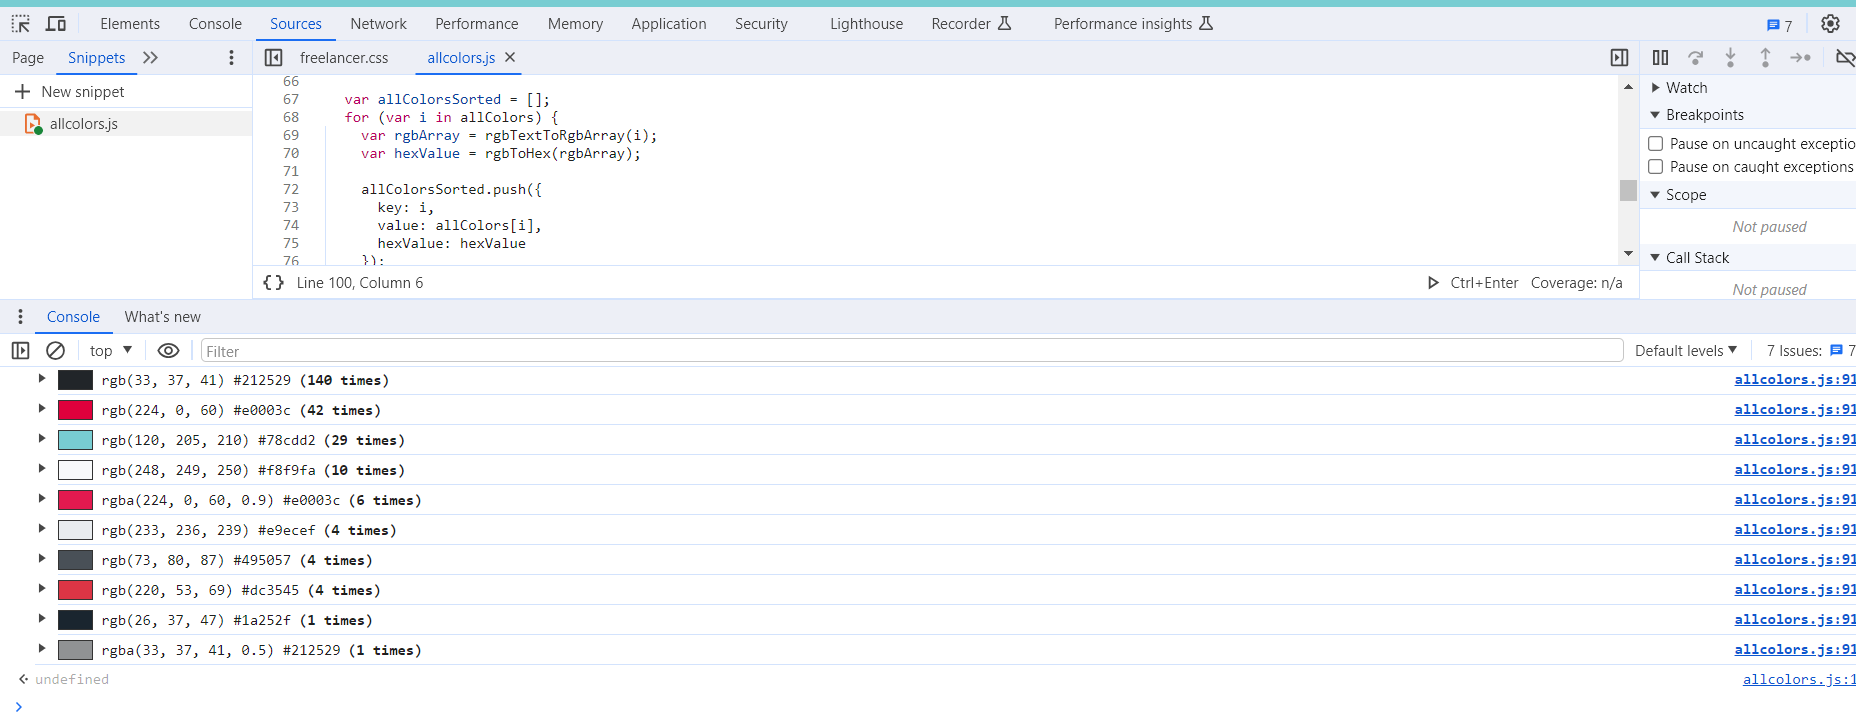 Elements Console Sources Network Performance Memory Application Security Lighthouse Recorder Performance insights 7
Page Snippets freelancer.css allcolors.js
New snippet
allcolors.js
66
67 var allColorsSorted = [];
68 for (var i in allColors) {
69 var rgbArray = rgbTextToRgbArray(i);
70 var hexValue = rgbToHex(rgbArray);
71
72 allColorsSorted.push({
73 key: i,
74 value: allColors[i],
75 hexValue: hexValue
76 });
{ } Line 100, Column 6 Ctrl+Enter Coverage: n/a
Watch
Breakpoints
Pause on uncaught exceptio
Pause on caught exceptions
Scope
Not paused
Call Stack
Not paused
Console What's new
top Filter Default levels 7 Issues: 7
rgb(33, 37, 41) #212529 (140 times) allcolors.js:91
rgb(224, 0, 60) #e0003c (42 times) allcolors.js:91
rgb(120, 205, 210) #78cdd2 (29 times) allcolors.js:91
rgb(248, 249, 250) #f8f9fa (10 times) allcolors.js:91
rgba(224, 0, 60, 0.9) #e0003c (6 times) allcolors.js:91
rgb(233, 236, 239) #e9ecef (4 times) allcolors.js:91
rgb(73, 80, 87) #495057 (4 times) allcolors.js:91
rgb(220, 53, 69) #dc3545 (4 times) allcolors.js:91
rgb(26, 37, 47) #1a252f (1 times) allcolors.js:91
rgba(33, 37, 41, 0.5) #212529 (1 times) allcolors.js:91
undefined allcolors.js:1